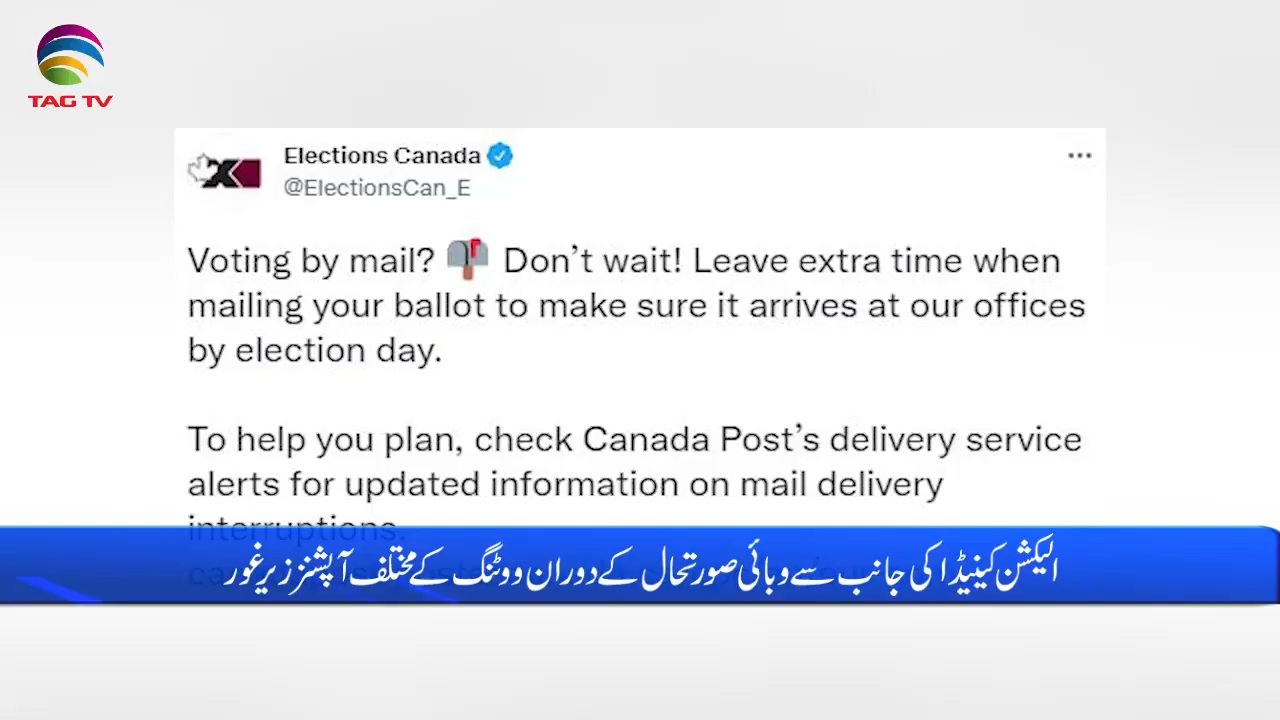 TAG TV
Elections Canada
@ElectionsCan_E
Voting by mail? Don’t wait! Leave extra time when
mailing your ballot to make sure it arrives at our offices
by election day.
To help you plan, check Canada Post’s delivery service
alerts for updated information on mail delivery
interruptions.
الیکشن کینیڈا کی جانب سے وبائی صورتحال کے دوران ووٹنگ کے مختلف آپشنز زیر غور